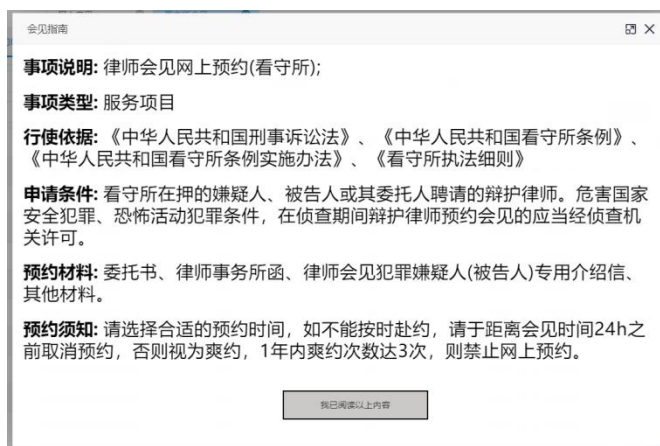 会见指南
事项说明: 律师会见网上预约(看守所);
事项类型: 服务项目
行使依据: 《中华人民共和国刑事诉讼法》、《中华人民共和国看守所条例》、
《中华人民共和国看守所条例实施办法》、《看守所执法细则》
申请条件: 看守所在押的嫌疑人、被告人或其委托人聘请的辩护律师。危害国家
安全犯罪、恐怖活动犯罪条件，在侦查期间辩护律师预约会见的应当经侦查机
关许可。
预约材料: 委托书、律师事务所函、律师会见犯罪嫌疑人(被告人)专用介绍信、
其他材料。
预约须知: 请选择合适的预约时间，如不能按时赴约，请于距离会见时间24h之
前取消预约，否则视为爽约，1年内爽约次数达3次，则禁止网上预约。
我已阅读以上内容